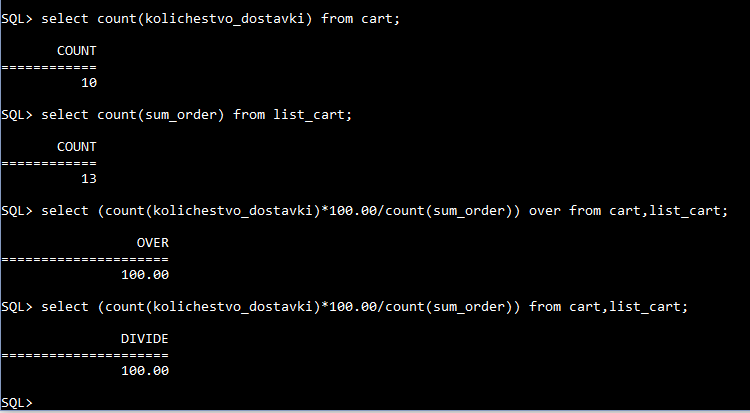 SQL> select count(kolichestvo_dostavki) from cart;
COUNT
============
10
SQL> select count(sum_order) from list_cart;
COUNT
============
13
SQL> select (count(kolichestvo_dostavki)*100.00/count(sum_order)) over from cart,list_cart;
OVER
=====================
100.00
SQL> select (count(kolichestvo_dostavki)*100.00/count(sum_order)) from cart,list_cart;
DIVIDE
=====================
100.00
SQL>